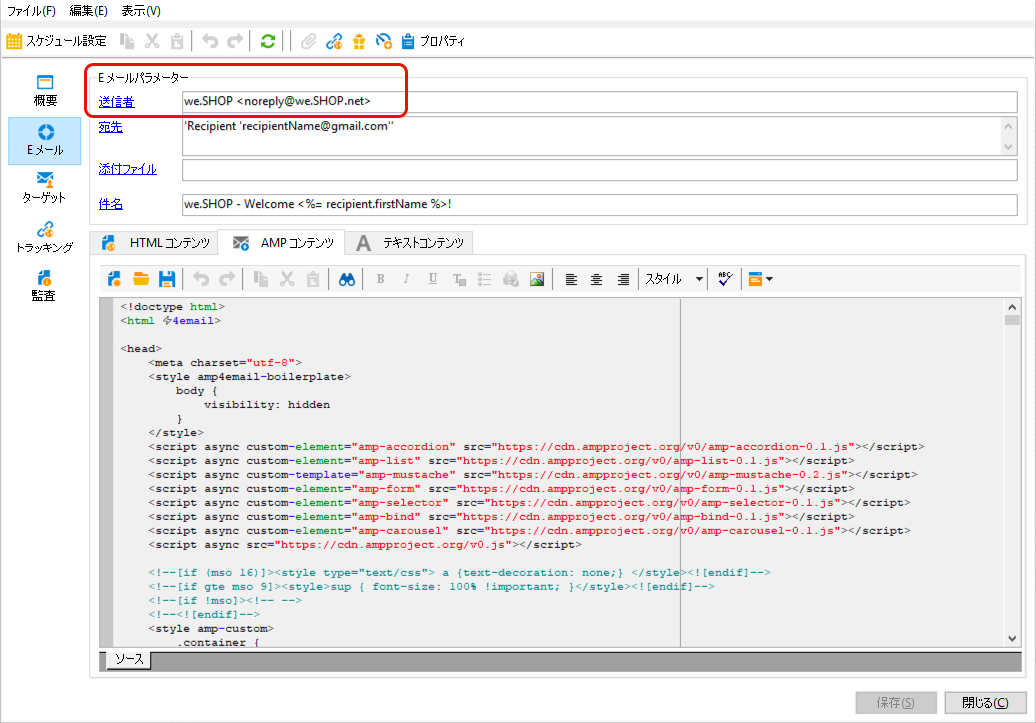 ファイル(F) 編集(E) 表示(V)
スケジュール設定 プロパティ
概要
Eメール
ターゲット
トラッキング
監査
Eメールパラメーター
送信者 we.SHOP <noreply@we.SHOP.net>
宛先 'Recipient 'recipientName@gmail.com''
添付ファイル
件名 we.SHOP - Welcome <%= recipient.firstName %>!
HTML コンテンツ AMP コンテンツ A テキストコンテンツ
B I U スタイル ABC
<!doctype html>
<html ⚡4email>
<head>
<meta charset="utf-8">
<style amp4email-boilerplate>
body {
visibility: hidden
}
</style>
<script async custom-element="amp-accordion" src="https://cdn.ampproject.org/v0/amp-accordion-0.1.js"></script>
<script async custom-element="amp-list" src="https://cdn.ampproject.org/v0/amp-list-0.1.js"></script>
<script async custom-template="amp-mustache" src="https://cdn.ampproject.org/v0/amp-mustache-0.2.js"></script>
<script async custom-element="amp-form" src="https://cdn.ampproject.org/v0/amp-form-0.1.js"></script>
<script async custom-element="amp-selector" src="https://cdn.ampproject.org/v0/amp-selector-0.1.js"></script>
<script async custom-element="amp-bind" src="https://cdn.ampproject.org/v0/amp-bind-0.1.js"></script>
<script async custom-element="amp-carousel" src="https://cdn.ampproject.org/v0/amp-carousel-0.1.js"></script>
<script async src="https://cdn.ampproject.org/v0.js"></script>
<!--[if (mso 16)]><style type="text/css"> a {text-decoration: none;} </style><![endif]-->
<!--[if gte mso 9]><style>sup { font-size: 100% !important; }</style><![endif]-->
<!--[if !mso]><!-- -->
<!--<![endif]-->
<style amp-custom>
.container {
ソース
保存(S) 閉じる(C)